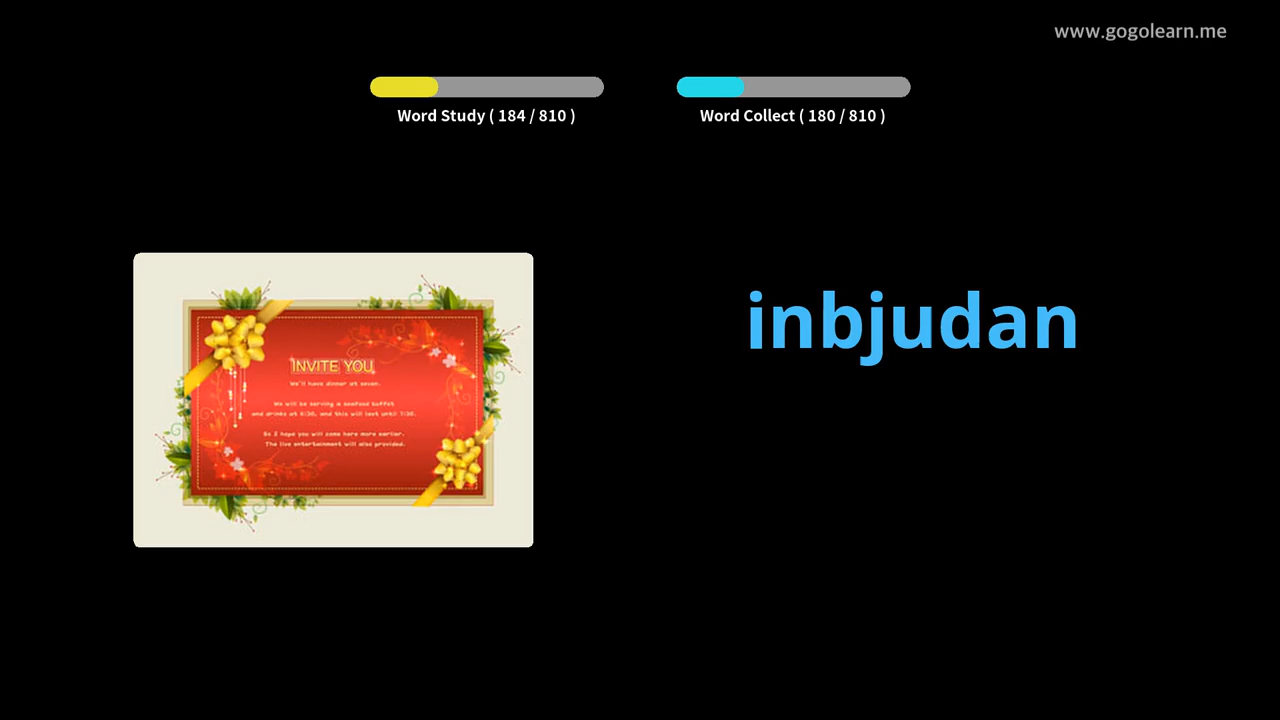 www.gogolearn.me
Word Study ( 184 / 810 )
Word Collect ( 180 / 810 )
inbjudan
INVITE YOU
We'll have dinner at seven.
We will be serving a seafood buffet
and drinks at 6:30, and this will last until 7:30.
So I hope you will come here more earlier.
The live entertainment will also provided.